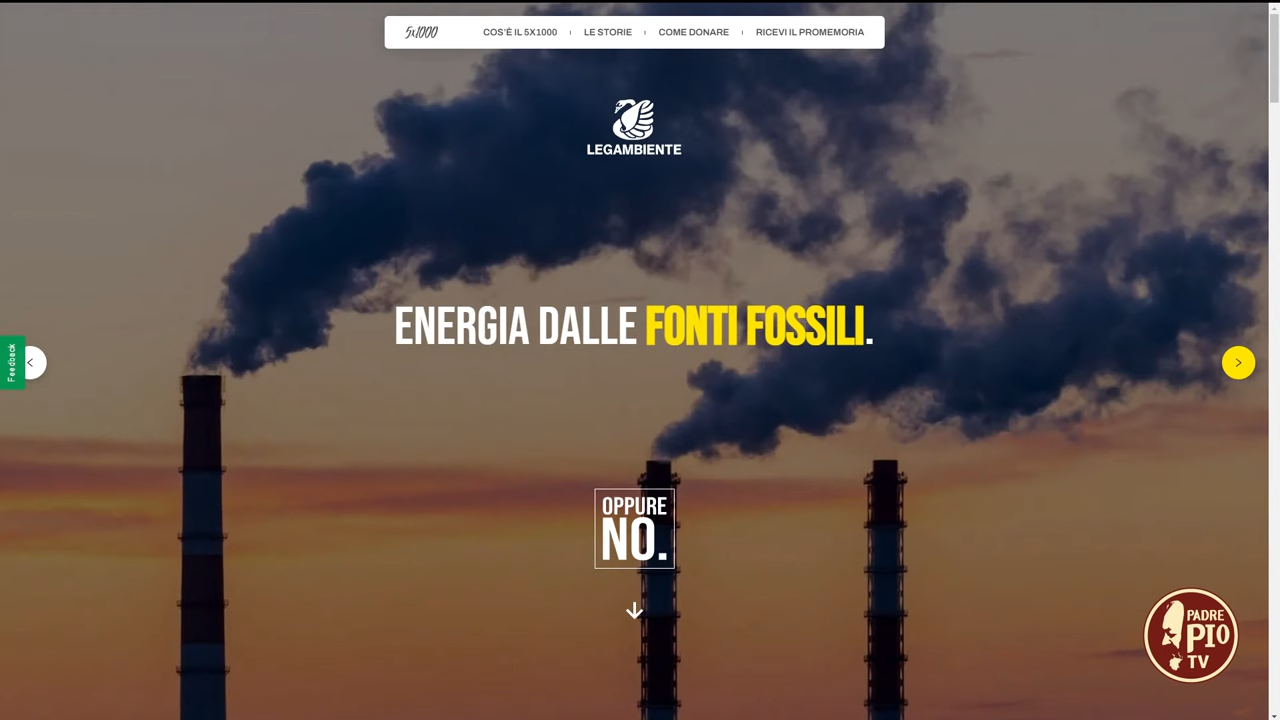 5x1000
COS'È IL 5X1000
LE STORIE
COME DONARE
RICEVI IL PROMEMORIA
LEGAMBIENTE
ENERGIA DALLE FONTI FOSSILI.
Feedback
OPPURE
NO.
PADRE
PIO
TV